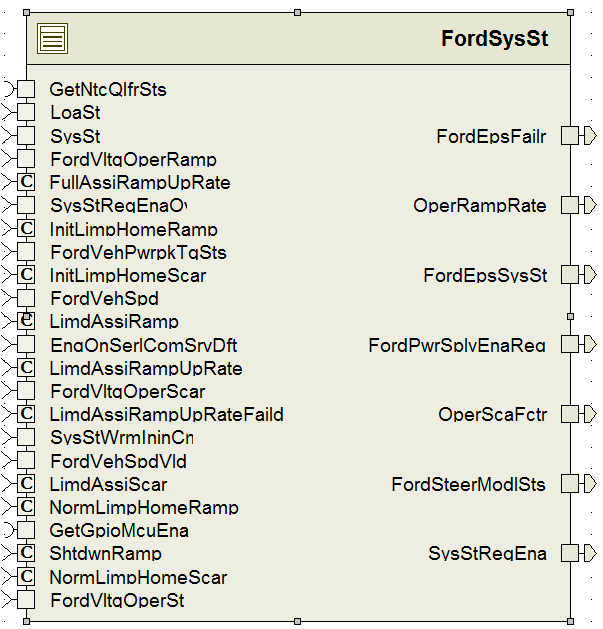 FordSysSt
GetNtcQlfrSts
LoaSt
SysSt
FordEpsFailr
FordVltgOperRamp
C FullAssiRampUpRate
SysStReqEnaOv
OperRampRate
C InitLimpHomeRamp
FordVehPwrpkTqSts
C InitLimpHomeScar
FordEpsSysSt
FordVehSpd
C LimdAssiRamp
EngOnSerlComSrvDft
FordPwrSplyEnaReq
C LimdAssiRampUpRate
FordVltgOperScar
C LimdAssiRampUpRateFaild
OperScaFctr
SysStWrmIninCn
FordVehSpdVld
C LimdAssiScar
FordSteerModlSts
C NormLimpHomeRamp
GetGpioMcuEna
C ShtdwnRamp
SysStReqEna
C NormLimpHomeScar
FordVltgOperSt